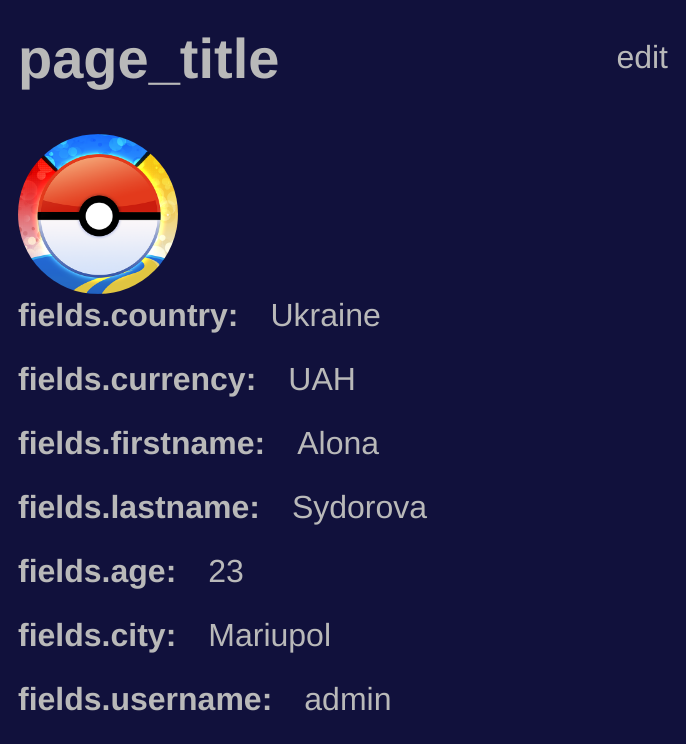 page_title
edit
fields.country: Ukraine
fields.currency: UAH
fields.firstname: Alona
fields.lastname: Sydorova
fields.age: 23
fields.city: Mariupol
fields.username: admin